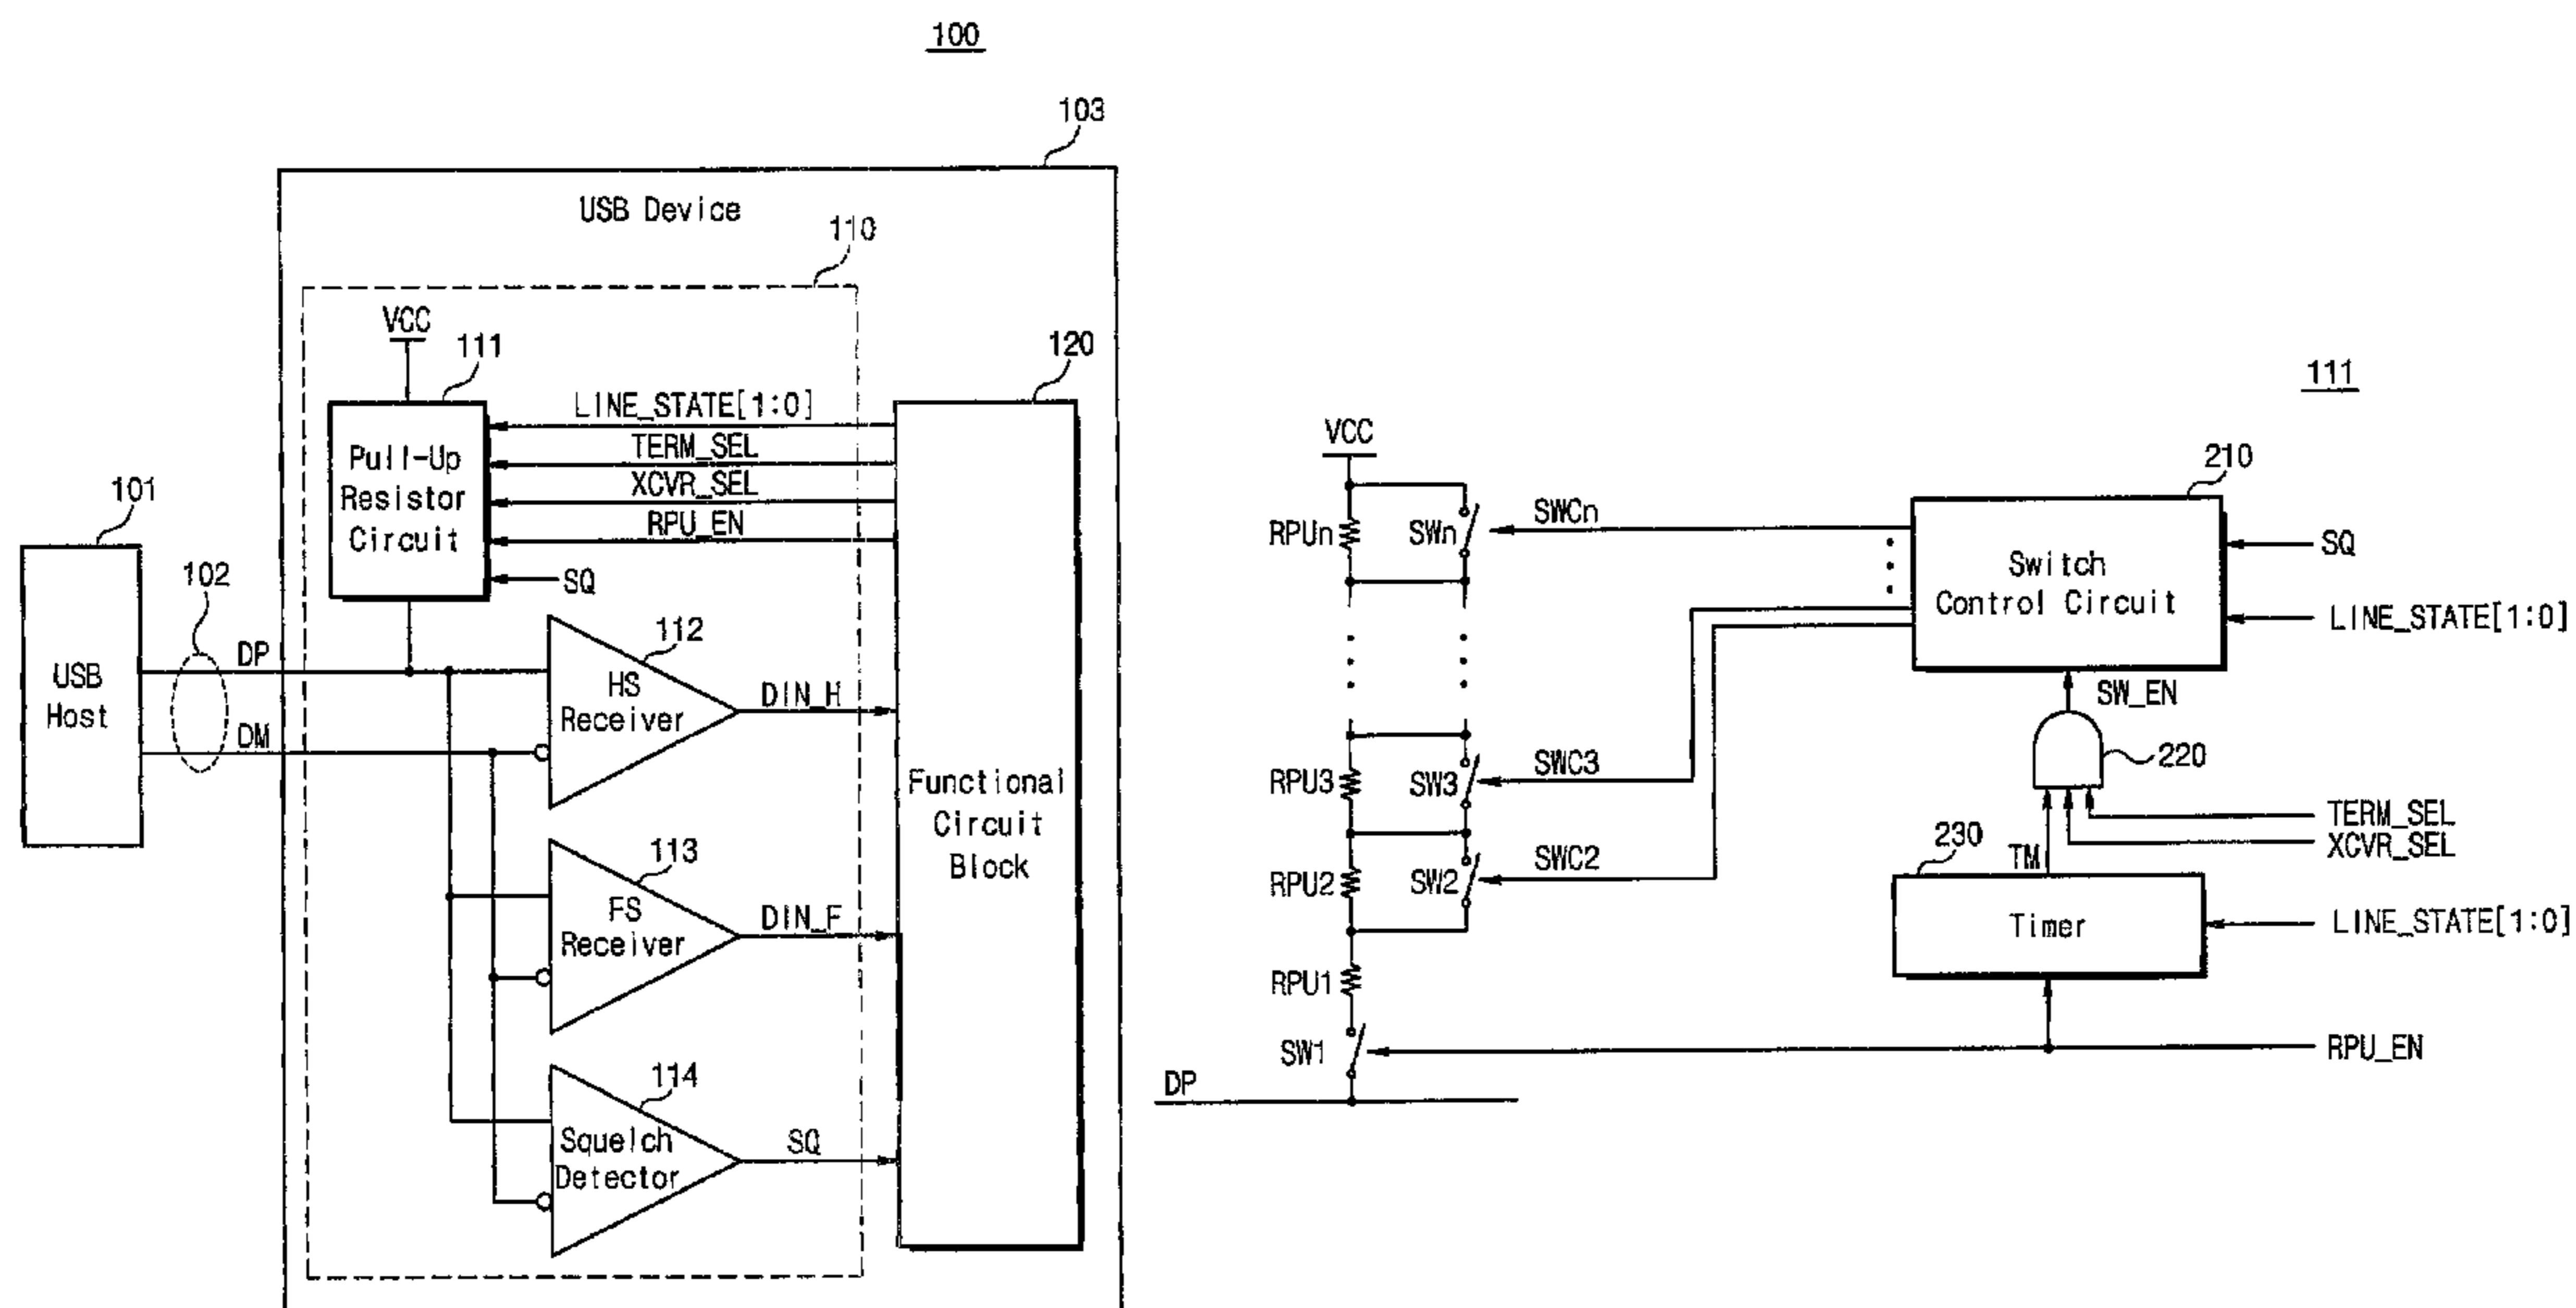 100
103
USB Device
110
VCC
111
120
LINE_STATE[1:0]
TERM_SEL
XCVR_SEL
RPU_EN
SQ
Pull-Up
Resistor
Circuit
101
USB
Host
102
DP
DM
112
HS
Receiver
DIN_H
113
FS
Receiver
DIN_F
114
Squelch
Detector
SQ
Functional
Circuit
Block
111
VCC
RPUn
SWn
SWCn
210
Switch
Control Circuit
SQ
LINE_STATE[1:0]
SW_EN
220
RPU3
SW3
SWC3
TERM_SEL
XCVR_SEL
RPU2
SW2
SWC2
230
TM
Timer
LINE_STATE[1:0]
RPU1
SW1
RPU_EN
DP